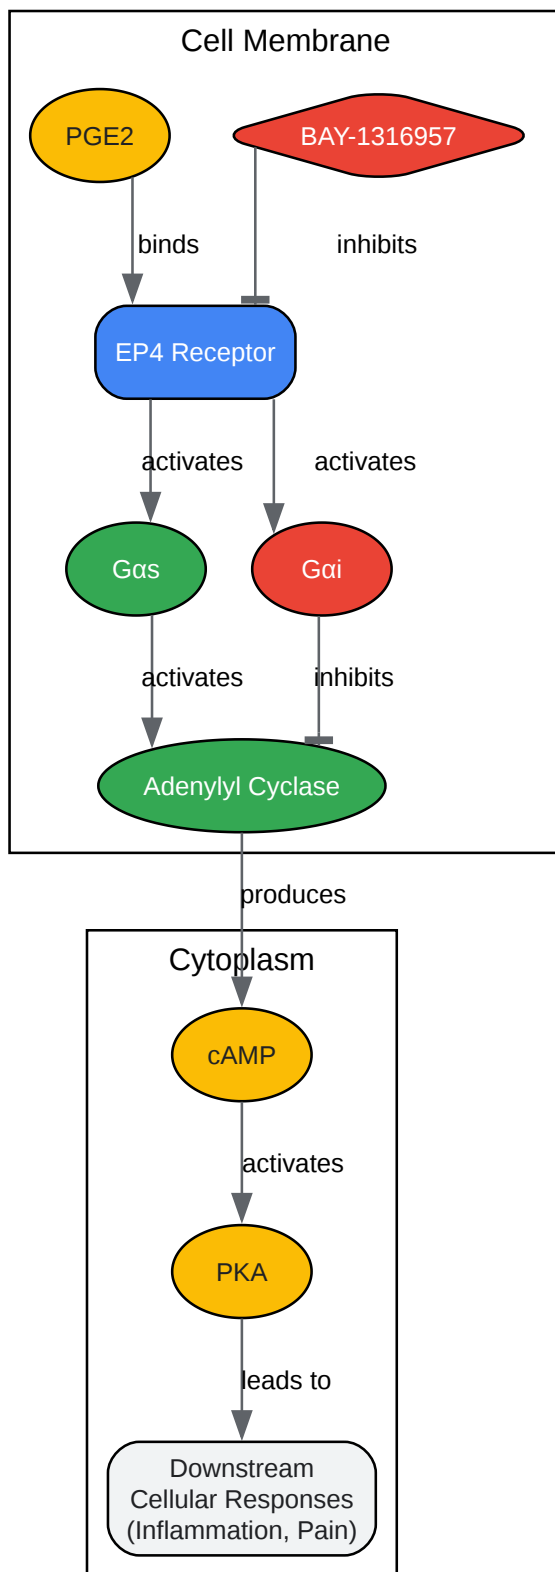 Cell Membrane
PGE2
BAY-1316957
binds
inhibits
EP4 Receptor
activates
activates
Gαs
Gαi
activates
inhibits
Adenylyl Cyclase
produces
Cytoplasm
cAMP
activates
PKA
leads to
Downstream
Cellular Responses
(Inflammation, Pain)